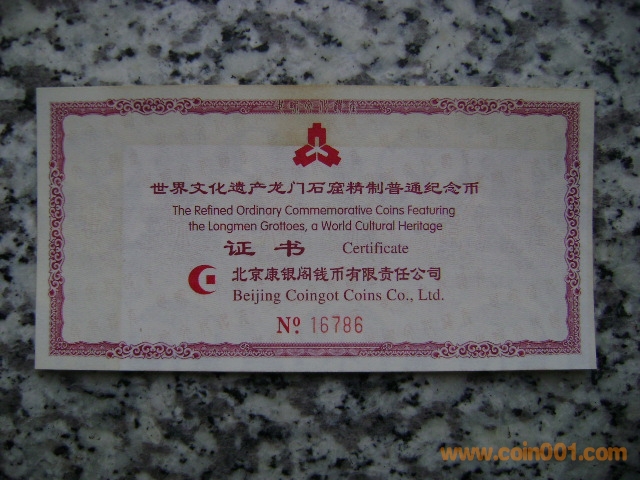 世界文化遗产龙门石窟精制普通纪念币
The Refined Ordinary Commemorative Coins Featuring
the Longmen Grottoes, a World Cultural Heritage
证 书 Certificate
北京康银阁钱币有限责任公司
Beijing Coingot Coins Co., Ltd.
Nº 16786
www.coin001.com